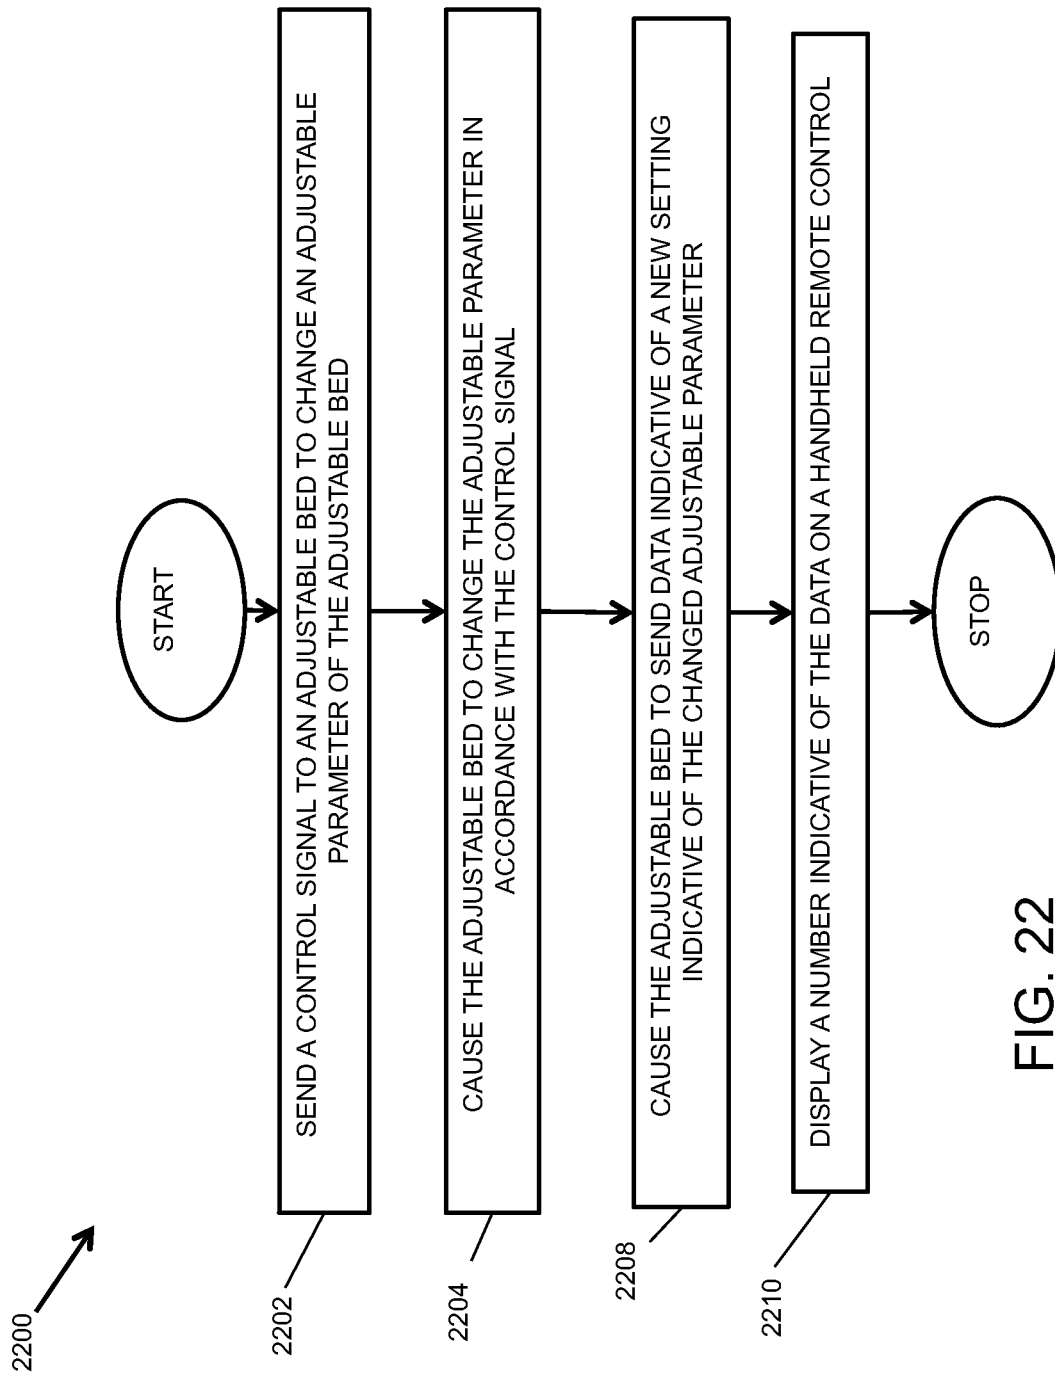 2200
START
2202
SEND A CONTROL SIGNAL TO AN ADJUSTABLE BED TO CHANGE AN ADJUSTABLE
PARAMETER OF THE ADJUSTABLE BED
2204
CAUSE THE ADJUSTABLE BED TO CHANGE THE ADJUSTABLE PARAMETER IN
ACCORDANCE WITH THE CONTROL SIGNAL
2208
CAUSE THE ADJUSTABLE BED TO SEND DATA INDICATIVE OF A NEW SETTING
INDICATIVE OF THE CHANGED ADJUSTABLE PARAMETER
2210
DISPLAY A NUMBER INDICATIVE OF THE DATA ON A HANDHELD REMOTE CONTROL
STOP
FIG. 22